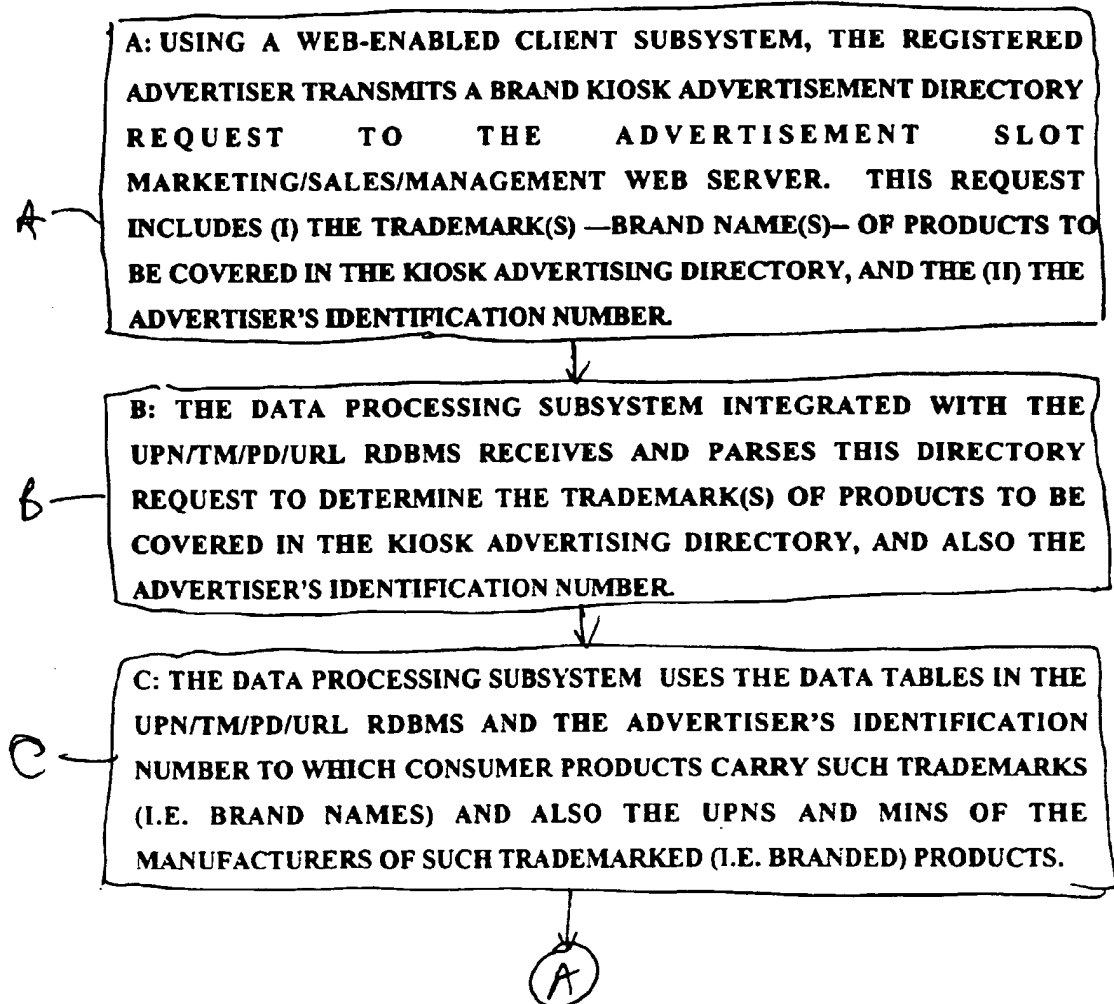 A: USING A WEB-ENABLED CLIENT SUBSYSTEM, THE REGISTERED
ADVERTISER TRANSMITS A BRAND KIOSK ADVERTISEMENT DIRECTORY
REQUEST TO THE ADVERTISEMENT SLOT
MARKETING/SALES/MANAGEMENT WEB SERVER. THIS REQUEST
A
INCLUDES (I) THE TRADEMARK(S) —BRAND NAME(S)– OF PRODUCTS TO
BE COVERED IN THE KIOSK ADVERTISING DIRECTORY, AND THE (II) THE
ADVERTISER'S IDENTIFICATION NUMBER.
B: THE DATA PROCESSING SUBSYSTEM INTEGRATED WITH THE
UPN/TM/PD/URL RDBMS RECEIVES AND PARSES THIS DIRECTORY
B
REQUEST TO DETERMINE THE TRADEMARK(S) OF PRODUCTS TO BE
COVERED IN THE KIOSK ADVERTISING DIRECTORY, AND ALSO THE
ADVERTISER'S IDENTIFICATION NUMBER.
C: THE DATA PROCESSING SUBSYSTEM USES THE DATA TABLES IN THE
UPN/TM/PD/URL RDBMS AND THE ADVERTISER'S IDENTIFICATION
C
NUMBER TO WHICH CONSUMER PRODUCTS CARRY SUCH TRADEMARKS
(I.E. BRAND NAMES) AND ALSO THE UPNS AND MINS OF THE
MANUFACTURERS OF SUCH TRADEMARKED (I.E. BRANDED) PRODUCTS.
A